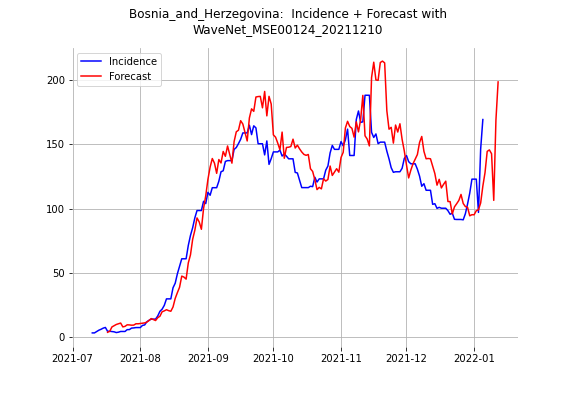 Bosnia_and_Herzegovina:  Incidence + Forecast with
WaveNet_MSE00124_20211210
Incidence
Forecast
200
150
100
50
0
2021-07 2021-08 2021-09 2021-10 2021-11 2021-12 2022-01